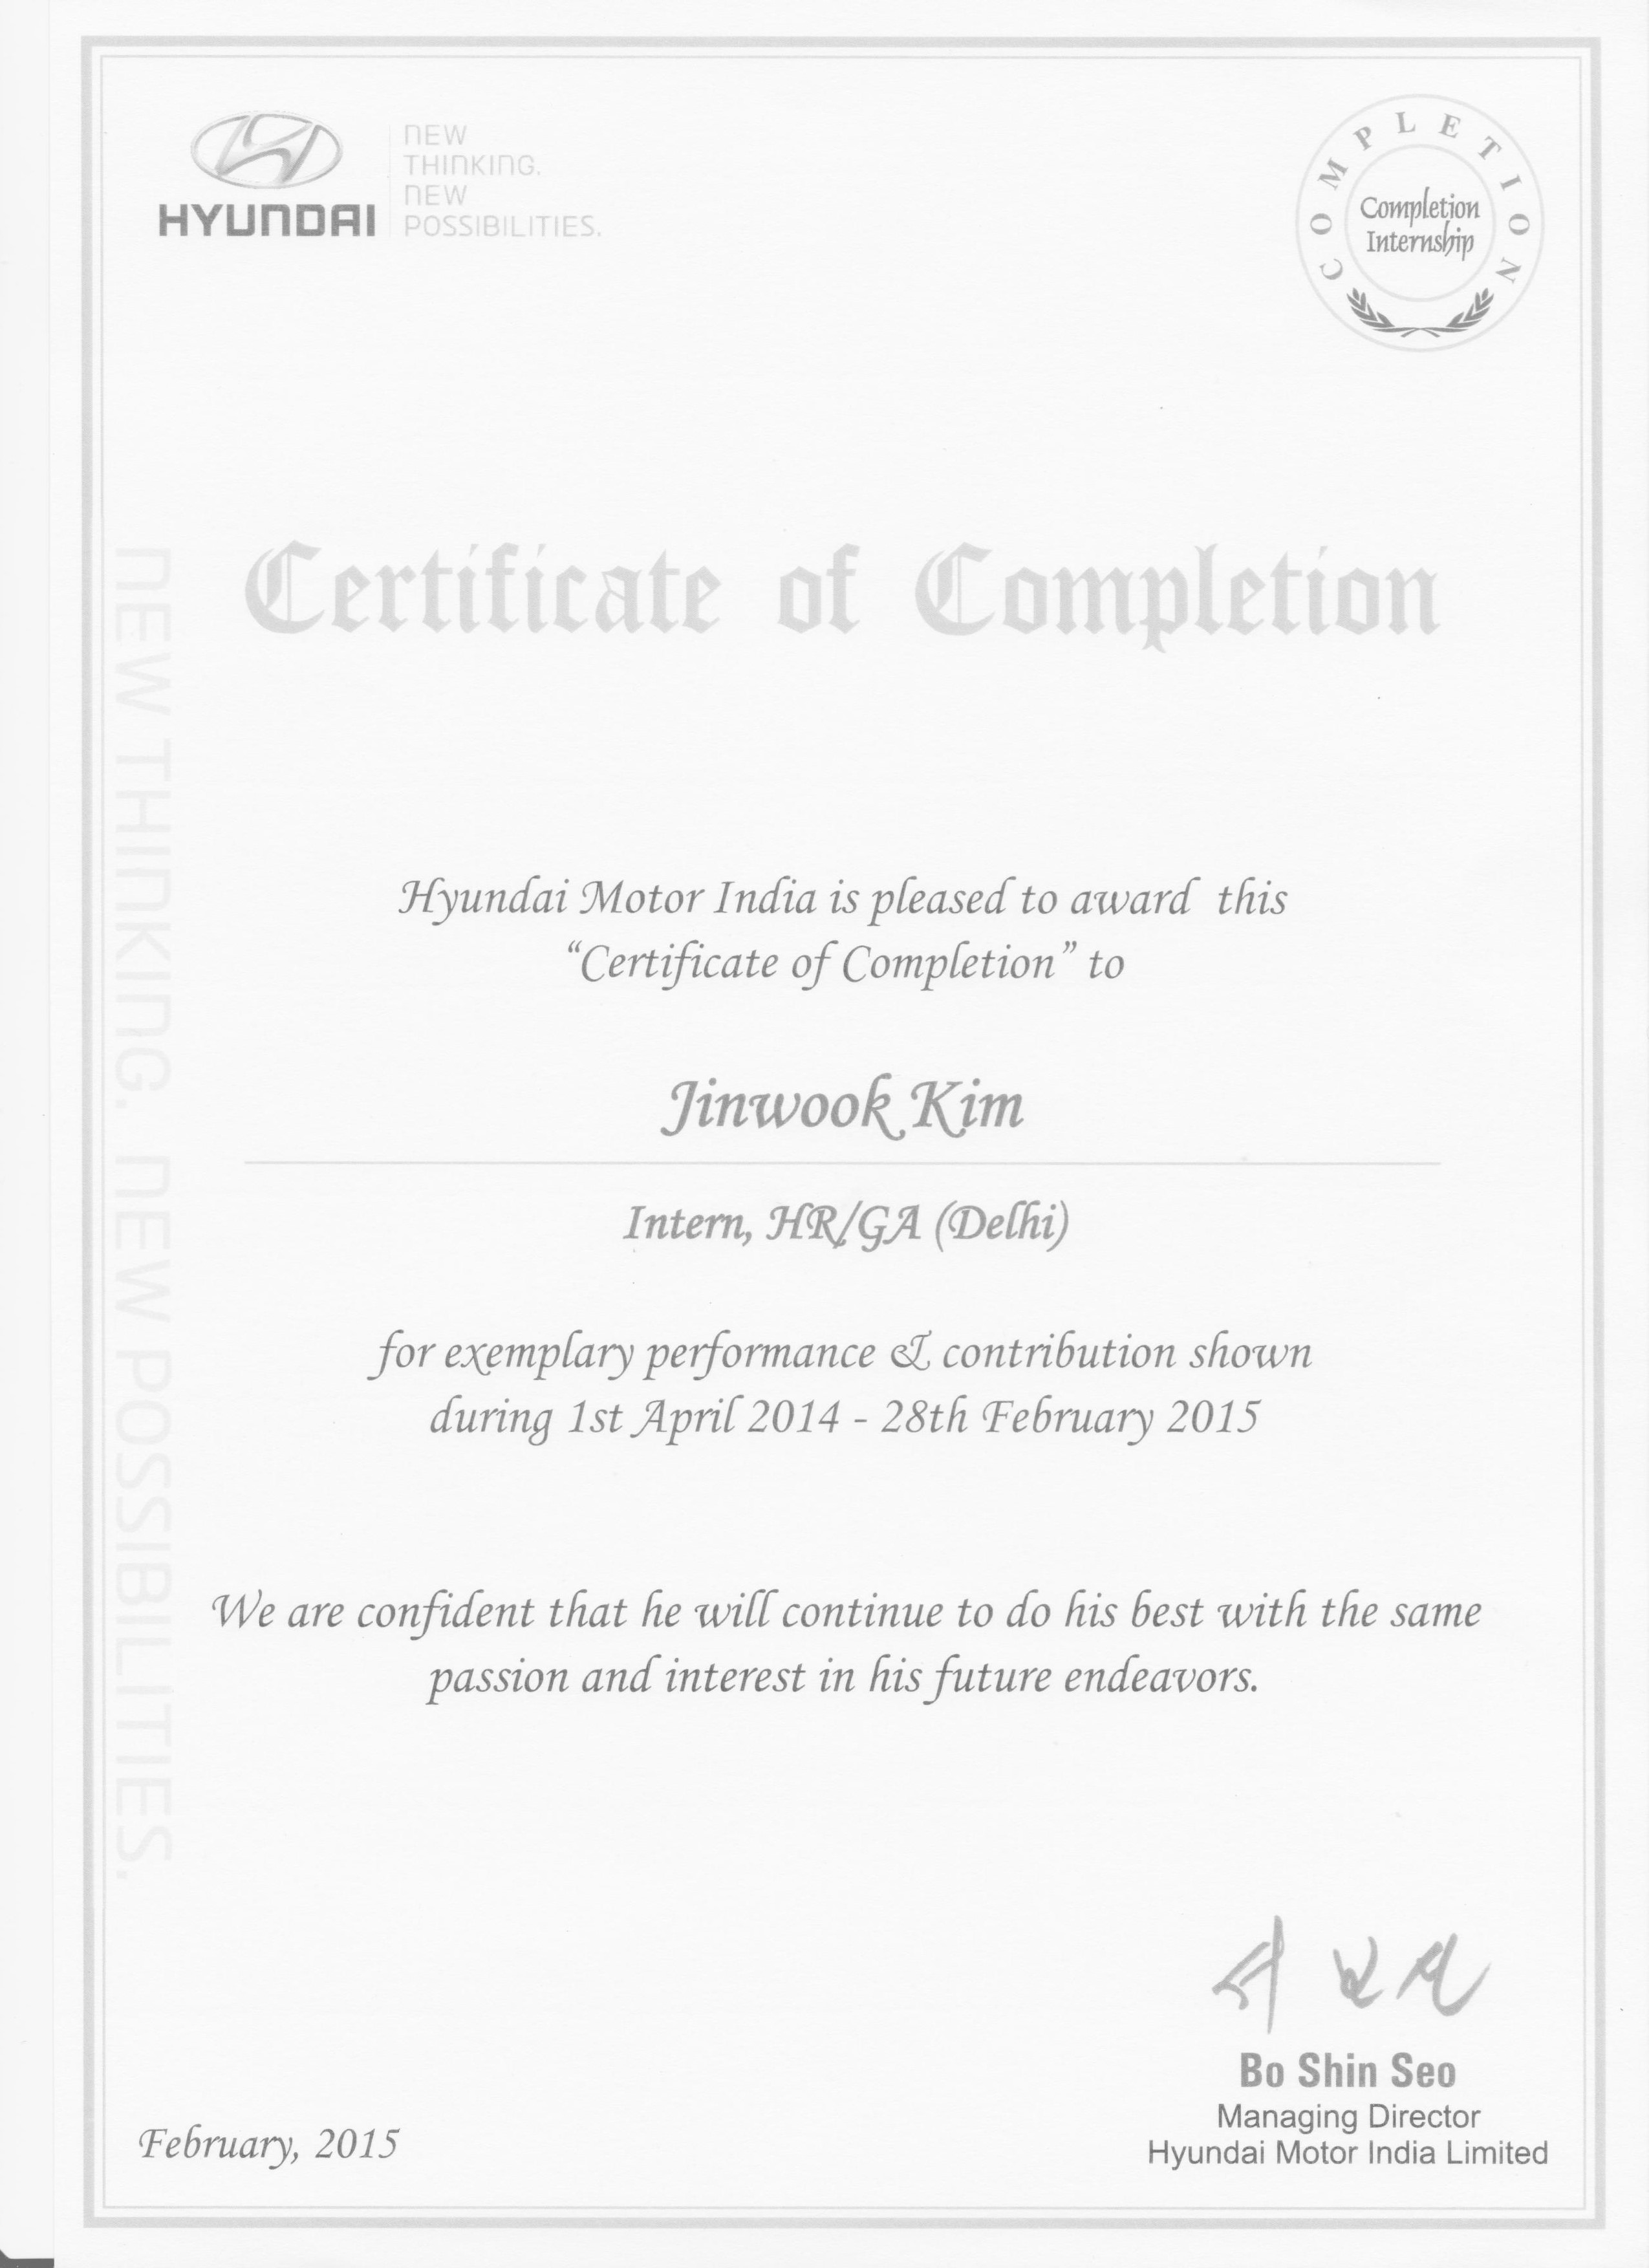 HYUNDAI
NEW
THINKING.
NEW
POSSIBILITIES.
COMPLETION
Completion
Internship
Certificate of Completion
NEW THINKING. NEW POSSIBILITIES.
Hyundai Motor India is pleased to award this
“Certificate of Completion” to
Jinwook Kim
Intern, HR/GA (Delhi)
for exemplary performance & contribution shown
during 1st April 2014 - 28th February 2015
We are confident that he will continue to do his best with the same
passion and interest in his future endeavors.
서보신
Bo Shin Seo
Managing Director
Hyundai Motor India Limited
February, 2015